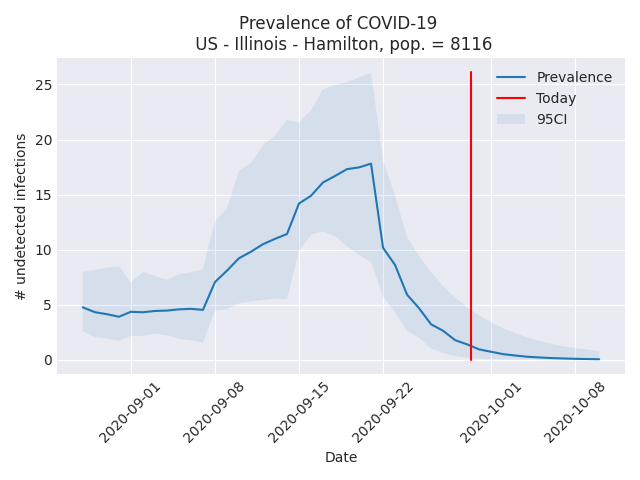 Prevalence of COVID-19
US - Illinois - Hamilton, pop. = 8116
Prevalence
Today
95CI
# undetected infections
25
20
15
10
5
0
2020-09-01
2020-09-08
2020-09-15
2020-09-22
2020-10-01
2020-10-08
Date